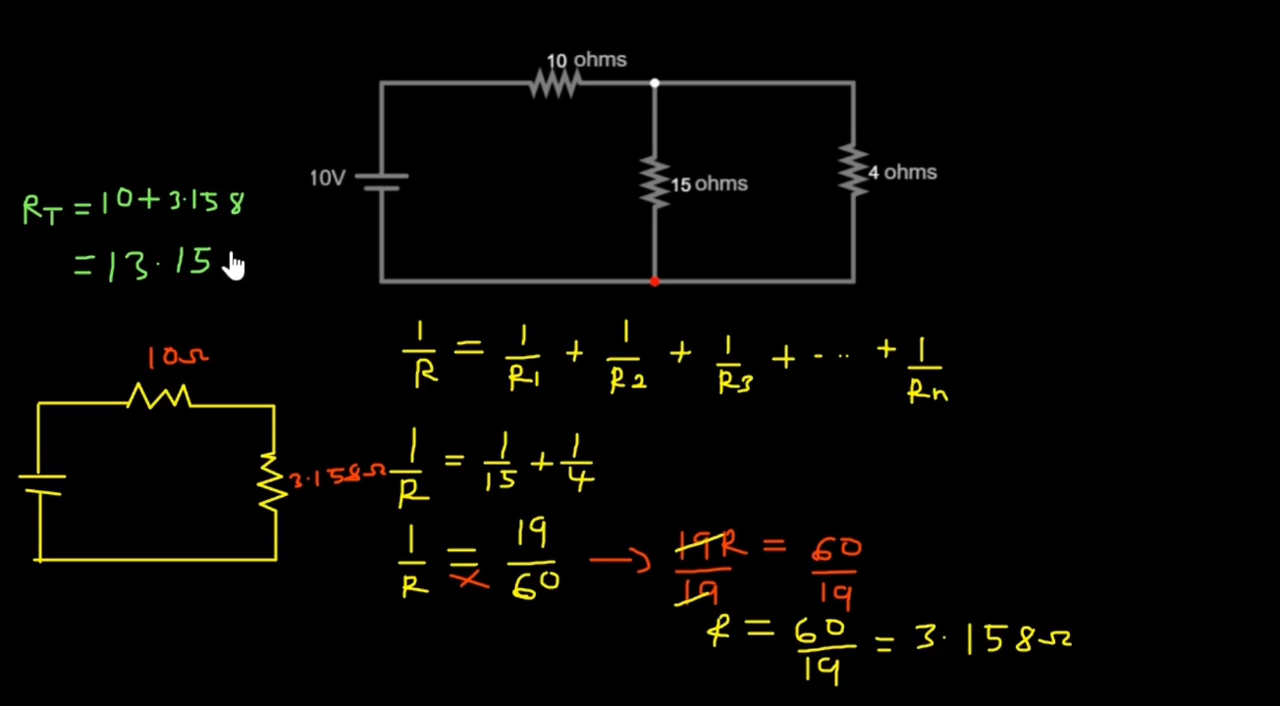 10 ohms
10V
15 ohms
4 ohms
R_T = 10 + 3.158
= 13.15
10Ω
3.158Ω
1/R = 1/R1 + 1/R2 + 1/R3 + ... + 1/Rn
1/R = 1/15 + 1/4
1/R = 19/60 → 19R/19 = 60/19
R = 60/19 = 3.158Ω